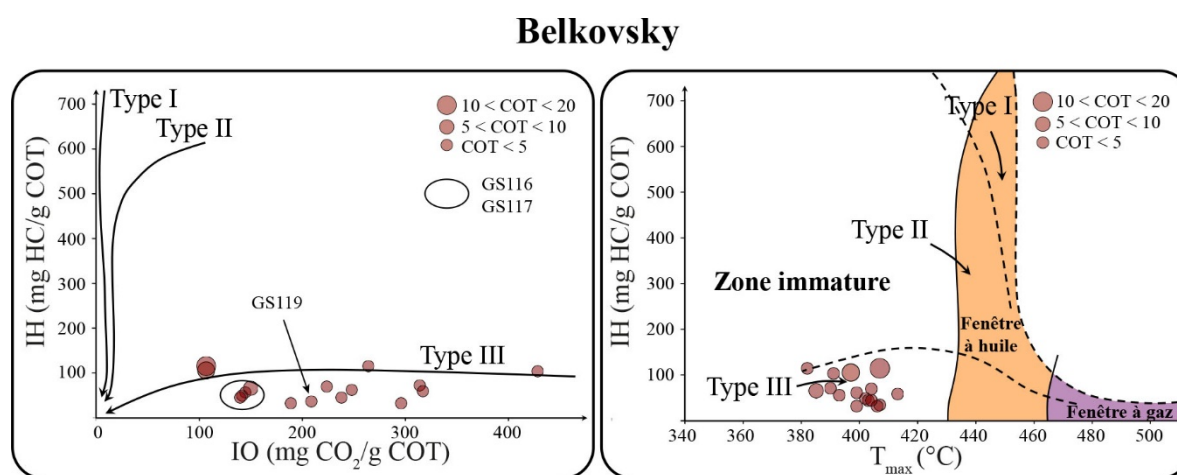 Belkovsky
Type I
Type II
10 < COT < 20
5 < COT < 10
COT < 5
GS116
GS117
GS119
Type III
700
600
500
400
300
200
100
0
100
200
300
400
IH (mg HC/g COT)
IO (mg CO₂/g COT)
10 < COT < 20
5 < COT < 10
COT < 5
Type I
Type II
Zone immature
Fenêtre
à huile
Type III
Fenêtre à gaz
700
600
500
400
300
200
100
0
340
360
380
400
420
440
460
480
500
IH (mg HC/g COT)
Tmax (°C)